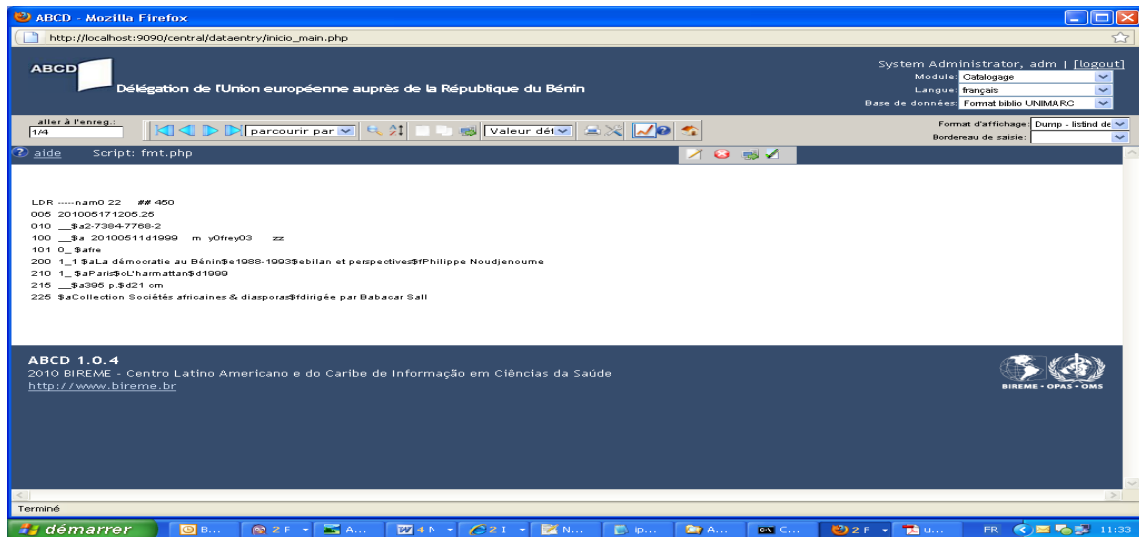 ABCD - Mozilla Firefox
http://localhost:9090/central/dataentry/inicio_main.php
ABCD
Délégation de l'Union européenne auprès de la République du Bénin
System Administrator, adm | [logout]
Module: Catalogage
Langue: français
Base de données: Format biblio UNIMARC
aller à l'enreg.:
1/4
parcourir par
Valeur dét
Format d'affichage: Dump - listind de
Bordereau de saisie:
aide Script: fmt.php
LDR -----nam0 22 ## 450
005 201005171205.25
010 __$a2-7384-7768-2
100 __$a 20100511d1999 m y0frey03 zz
101 0_ $afre
200 1_1 $aLa démocratie au Bénin$e1988-1993$ebilan et perspectives$fPhilippe Noudjenoume
210 1_ $aParis$cL'harmattan$d1999
215 __$a395 p.$d21 cm
225 $aCollection Sociétés africaines & diasporas$fdirigée par Babacar Sall
ABCD 1.0.4
2010 BIREME - Centro Latino Americano e do Caribe de Informação em Ciências da Saúde
http://www.bireme.br
BIREME • OPAS • OMS
Terminé
démarrer
B...
2 F
A...
4 N
2 I
N...
ip...
A...
C...
2 F
u...
FR
11:33